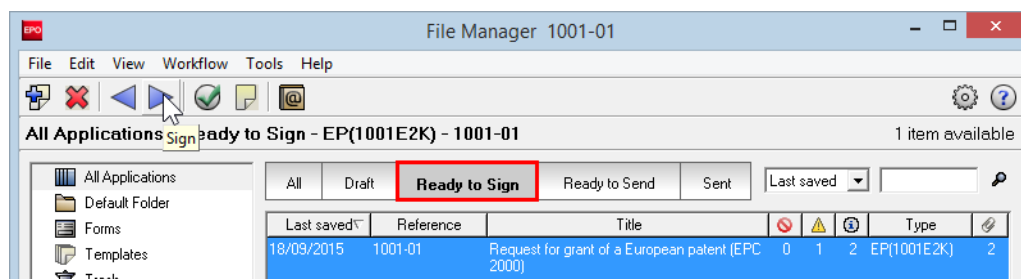 EPO File Manager 1001-01
File Edit View Workflow Tools Help
@ ?
All Applications Ready to Sign - EP(1001E2K) - 1001-01 1 item available
Sign
All Applications
Default Folder
Forms
Templates
Trash
All Draft Ready to Sign Ready to Send Sent Last saved
Last saved Reference Title Type
18/09/2015 1001-01 Request for grant of a European patent (EPC 0 1 2 EP(1001E2K) 2
2000)